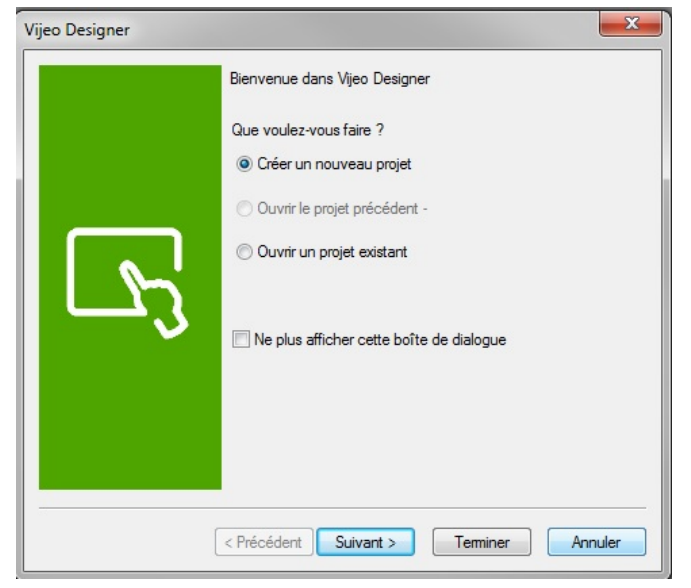 Vijeo Designer
Bienvenue dans Vijeo Designer
Que voulez-vous faire ?
Créer un nouveau projet
Ouvrir le projet précédent -
Ouvrir un projet existant
Ne plus afficher cette boîte de dialogue
< Précédent Suivant > Terminer Annuler